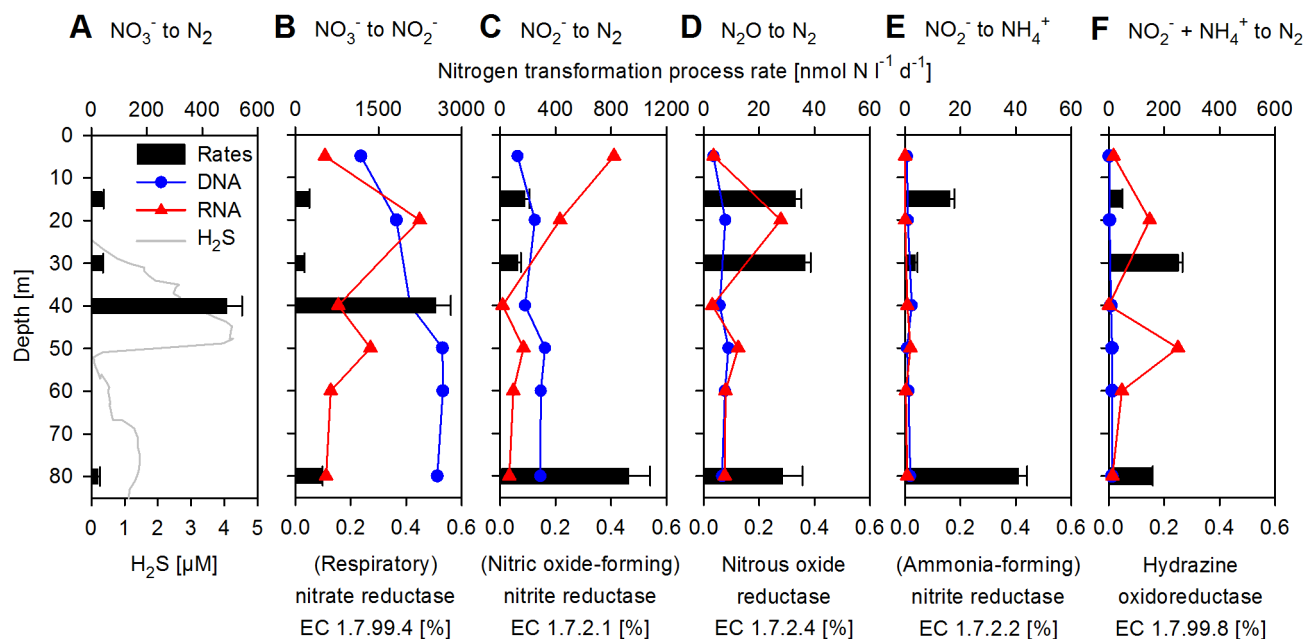 A NO₃⁻ to N₂
B NO₃⁻ to NO₂⁻
C NO₂⁻ to N₂
D N₂O to N₂
E NO₂⁻ to NH₄⁺
F NO₂⁻ + NH₄⁺ to N₂
Nitrogen transformation process rate [nmol N l⁻¹ d⁻¹]
0 200 400 600
0 1500 3000
0 400 800 1200
0 20 40 60
0 20 40 60
0 200 400 600 800
Depth [m]
0
10
20
30
40
50
60
70
80
Rates
DNA
RNA
H₂S
0 1 2 3 4 5
0.0 0.2 0.4 0.6
0.0 0.2 0.4 0.6
0.0 0.2 0.4 0.6
0.0 0.2 0.4 0.6
0.0 0.2 0.4 0.6
H₂S [µM]
(Respiratory)
nitrate reductase
EC 1.7.99.4 [%]
(Nitric oxide-forming)
nitrite reductase
EC 1.7.2.1 [%]
Nitrous oxide
reductase
EC 1.7.2.4 [%]
(Ammonia-forming)
nitrite reductase
EC 1.7.2.2 [%]
Hydrazine
oxidoreductase
EC 1.7.99.8 [%]